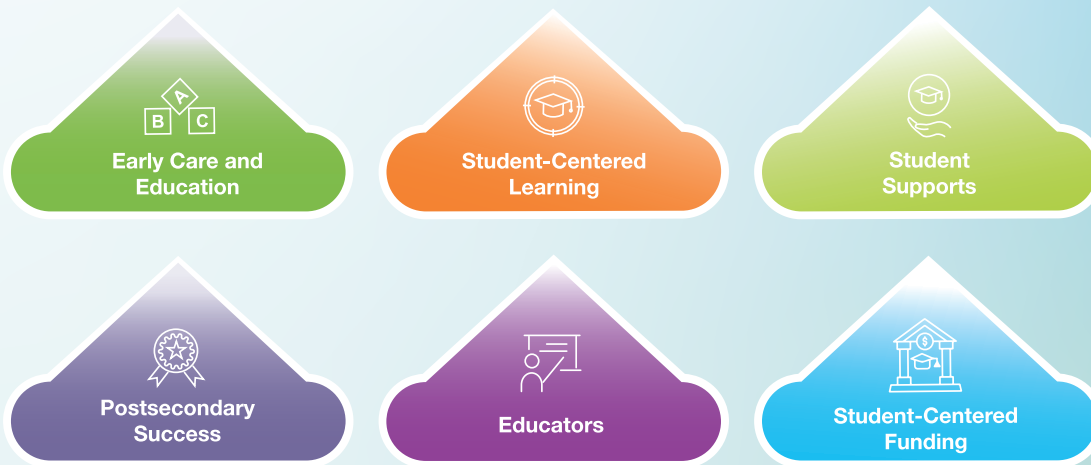 A
B C
Early Care and
Education
Student-Centered
Learning
Student
Supports
Postsecondary
Success
Educators
$
Student-Centered
Funding